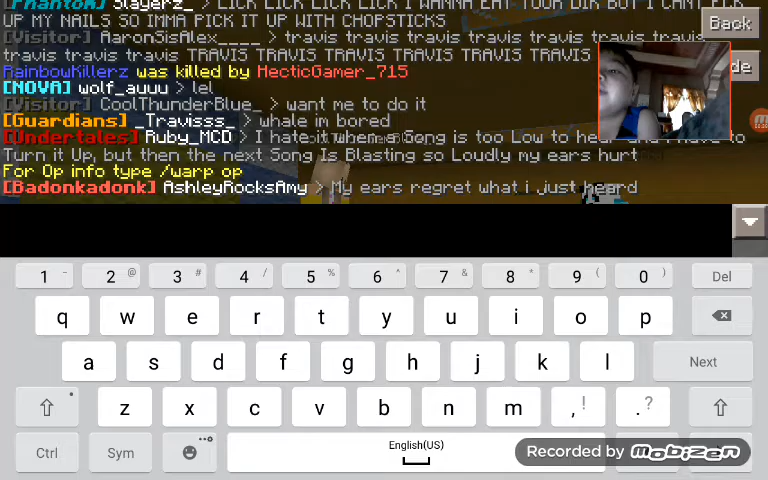 [PhantoM] Slayerz_ > LICK LICK LICK LICK I WANNA EAT YOUR DIK BUT I CANT PICK
UP MY NAILS SO IMMA PICK IT UP WITH CHOPSTICKS
Back
[Visitor] AaronSisAlex____ > travis travis travis travis travis travis
travis travis TRAVIS TRAVIS TRAVIS TRAVIS TRAVIS TRAVIS
RainbowKillerz was killed by HecticGamer_715
de
[NOVA] wolf_auuu > lel
[Visitor] CoolThunderBlue_ > want me to do it
[Guardians] _Travisss_ > whale im bored
[Undertales] Ruby_MCD > I hate it when a Song is too Low to hear and I have to
Turn it Up, but then the next Song Is Blasting so Loudly my ears hurt
For Op info type /warp op
[Badonkadonk] AshleyRocksAmy > My ears regret what i just heard
1 - 2 @ 3 # 4 / 5 % 6 ^ 7 & 8 * 9 ( 0 ) Del
q w e r t y u i o p
a s d f g h j k l Next
z x c v b n m , ! . ?
Ctrl Sym English(US)
Recorded by Mobizen